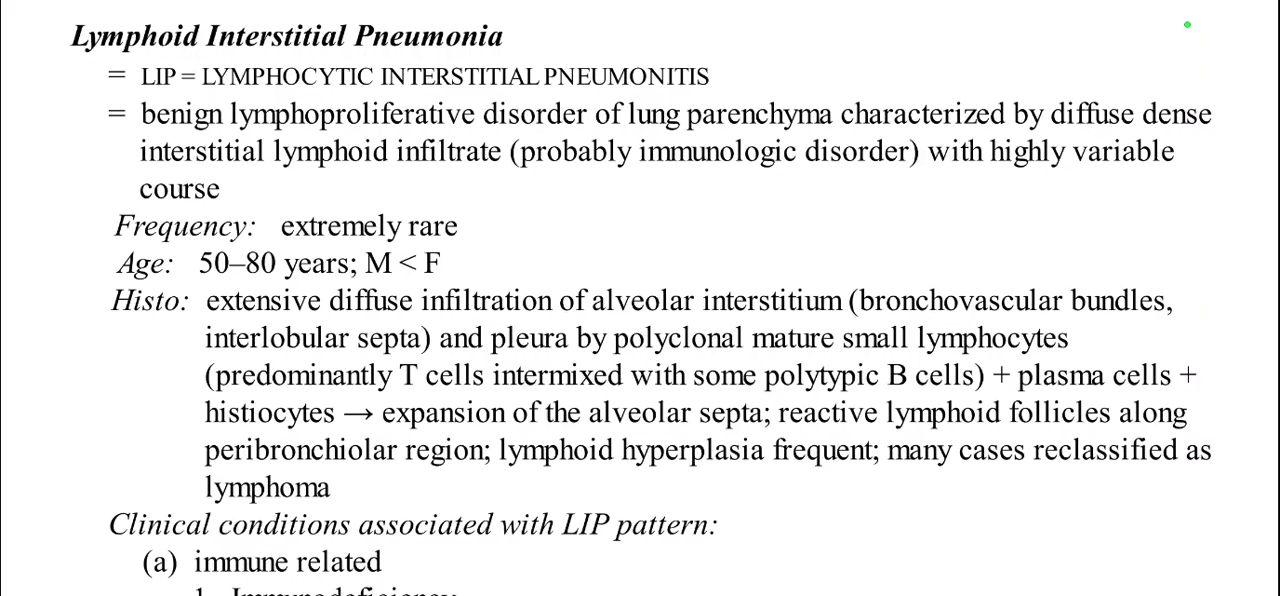 Lymphoid Interstitial Pneumonia
= LIP = LYMPHOCYTIC INTERSTITIAL PNEUMONITIS
= benign lymphoproliferative disorder of lung parenchyma characterized by diffuse dense
interstitial lymphoid infiltrate (probably immunologic disorder) with highly variable
course
Frequency: extremely rare
Age: 50–80 years; M < F
Histo: extensive diffuse infiltration of alveolar interstitium (bronchovascular bundles,
interlobular septa) and pleura by polyclonal mature small lymphocytes
(predominantly T cells intermixed with some polytypic B cells) + plasma cells +
histiocytes → expansion of the alveolar septa; reactive lymphoid follicles along
peribronchiolar region; lymphoid hyperplasia frequent; many cases reclassified as
lymphoma
Clinical conditions associated with LIP pattern:
(a) immune related
1. Immunodeficiency